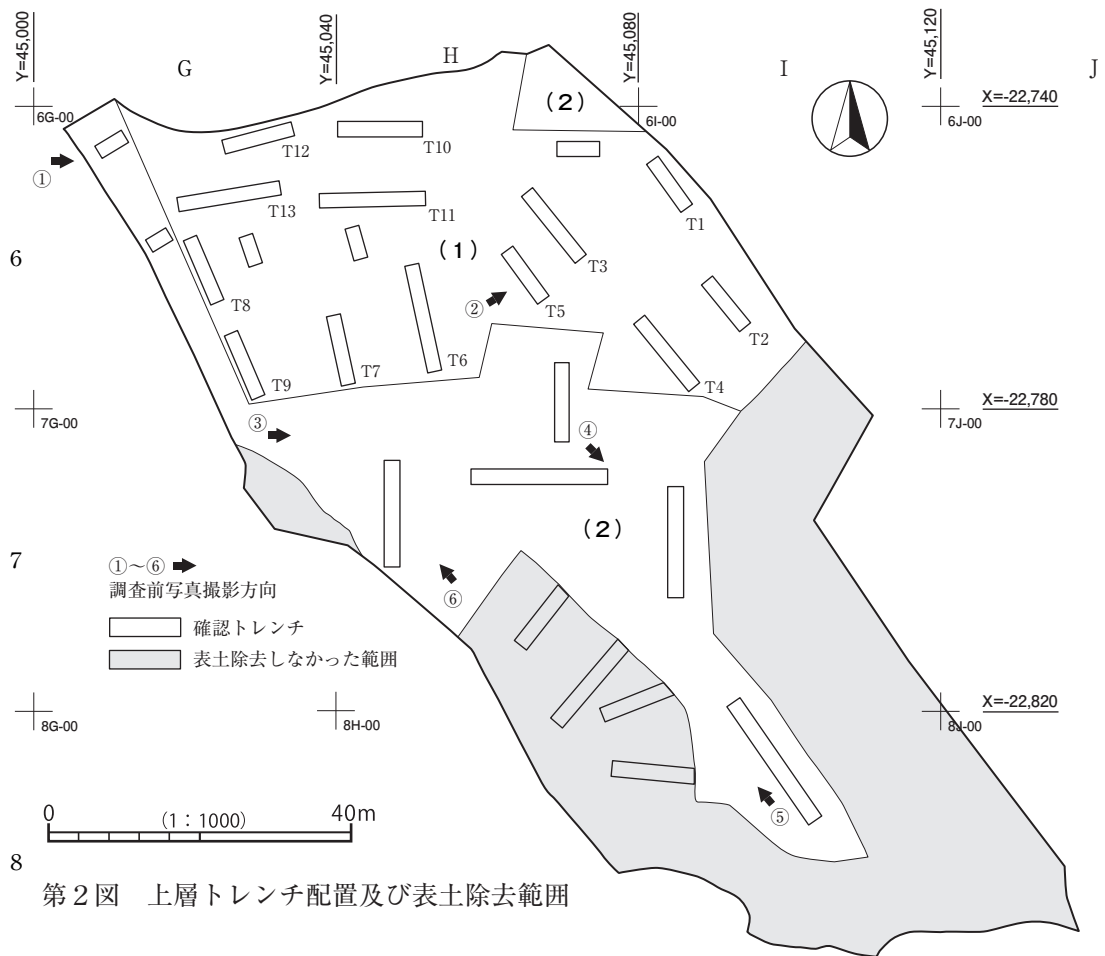 Y=45,000
Y=45,040
Y=45,080
Y=45,120
G
H
I
J
6G-00
6I-00
6J-00
X=-22,740
(2)
①
T12
T10
T13
T11
T1
6
(1)
T3
T8
②
T5
T2
T9
T7
T6
T4
7G-00
7J-00
X=-22,780
③
④
(2)
7
①～⑥
調査前写真撮影方向
⑥
確認トレンチ
表土除去しなかった範囲
8G-00
8H-00
8J-00
X=-22,820
⑤
0 (1：1000) 40m
8
第２図　上層トレンチ配置及び表土除去範囲